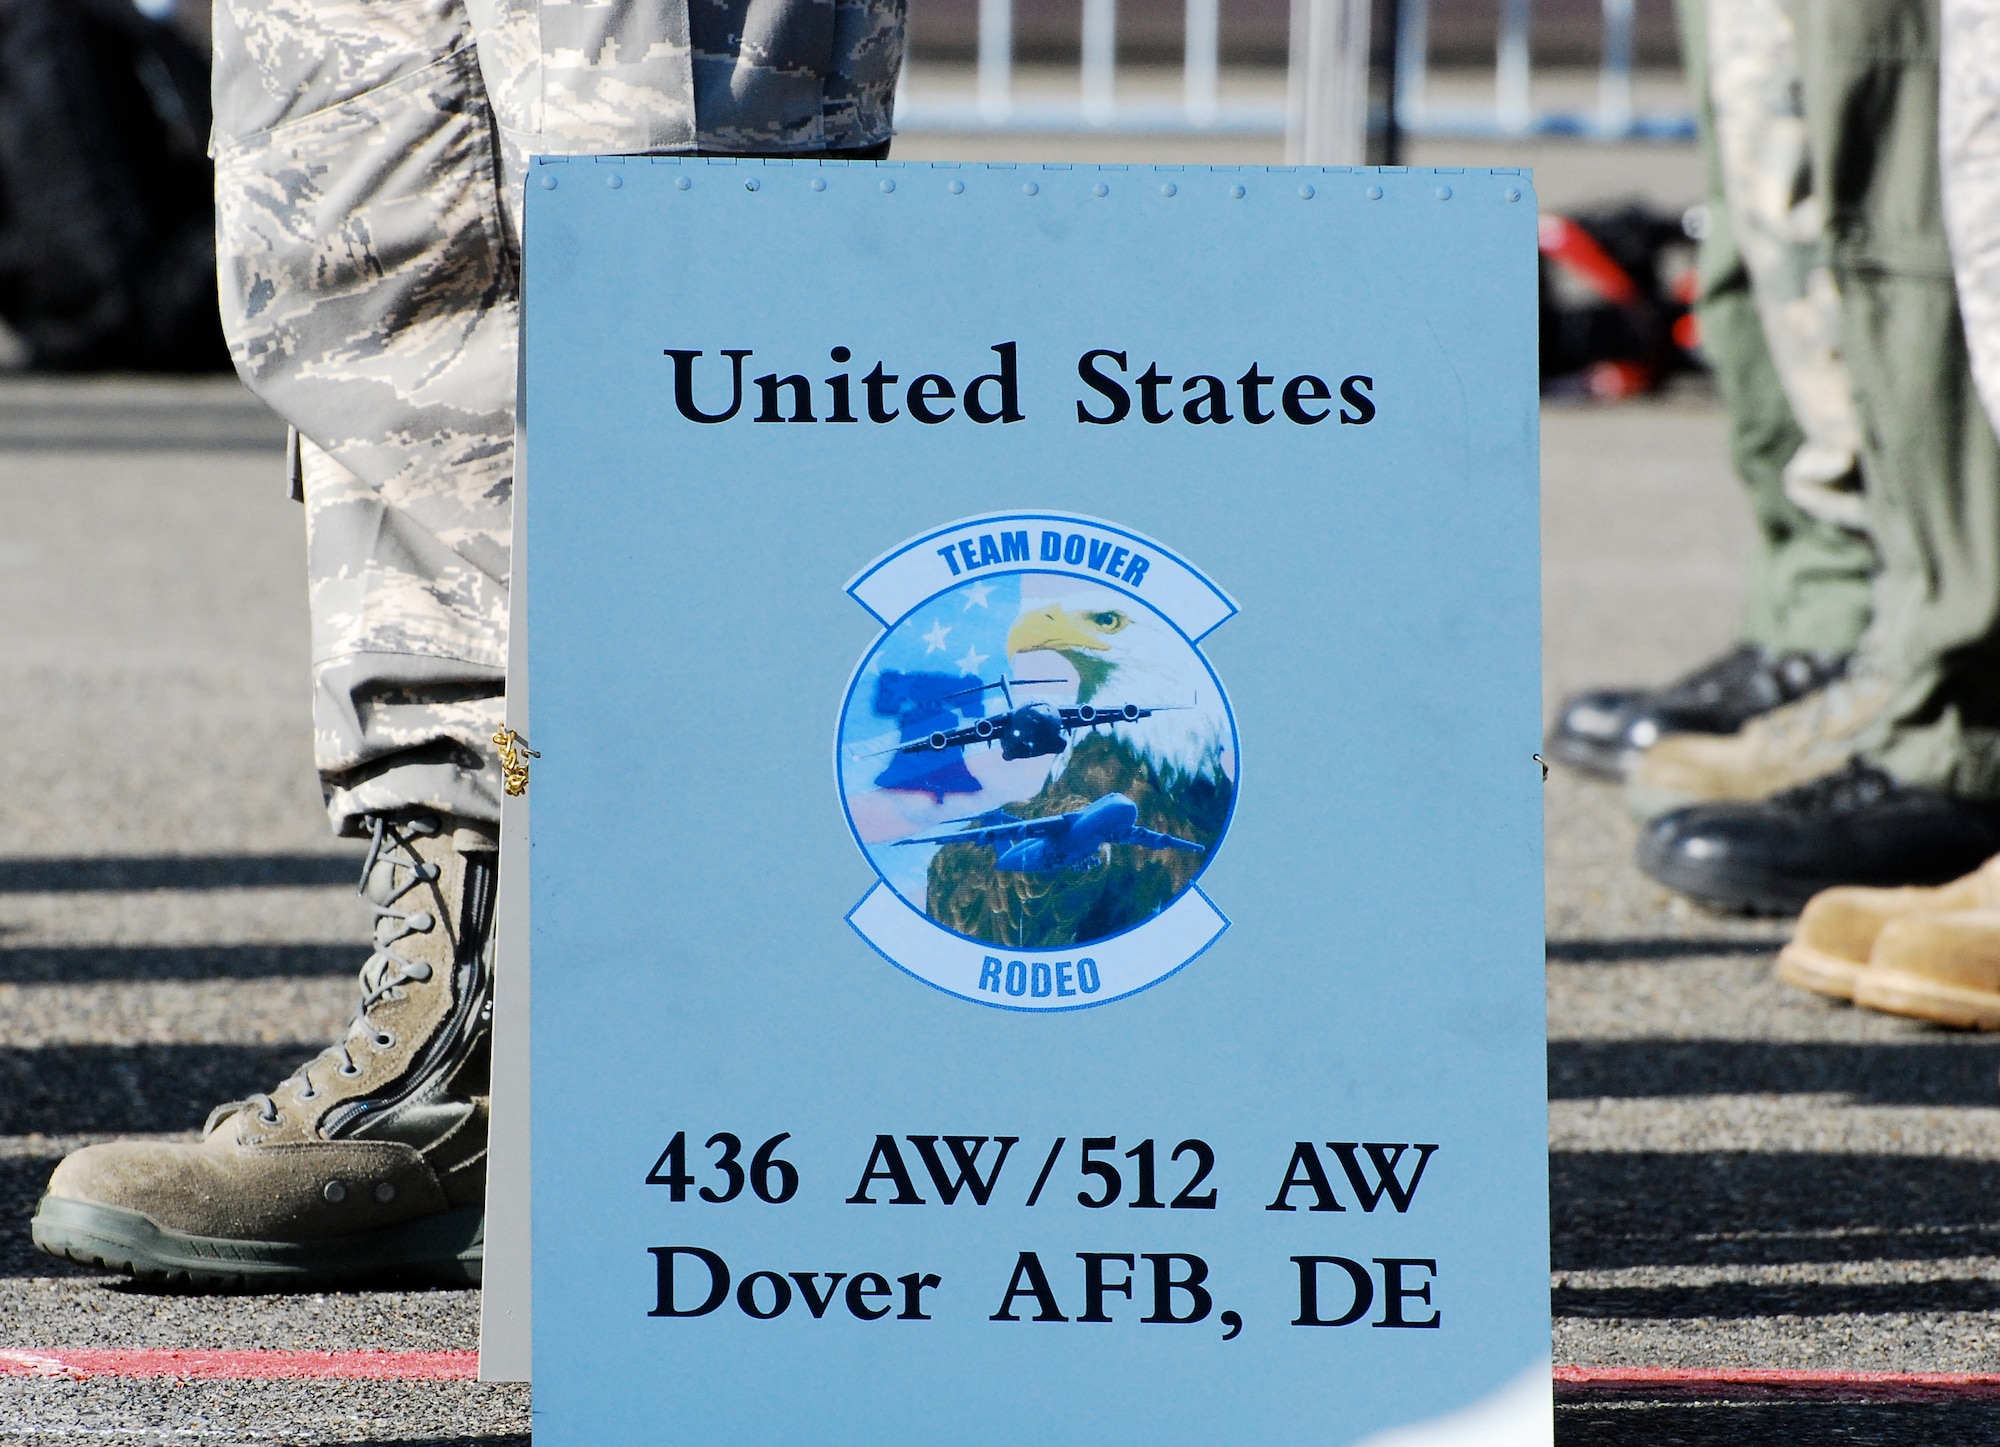 United States
TEAM DOVER
RODEO
436 AW/512 AW
Dover AFB, DE